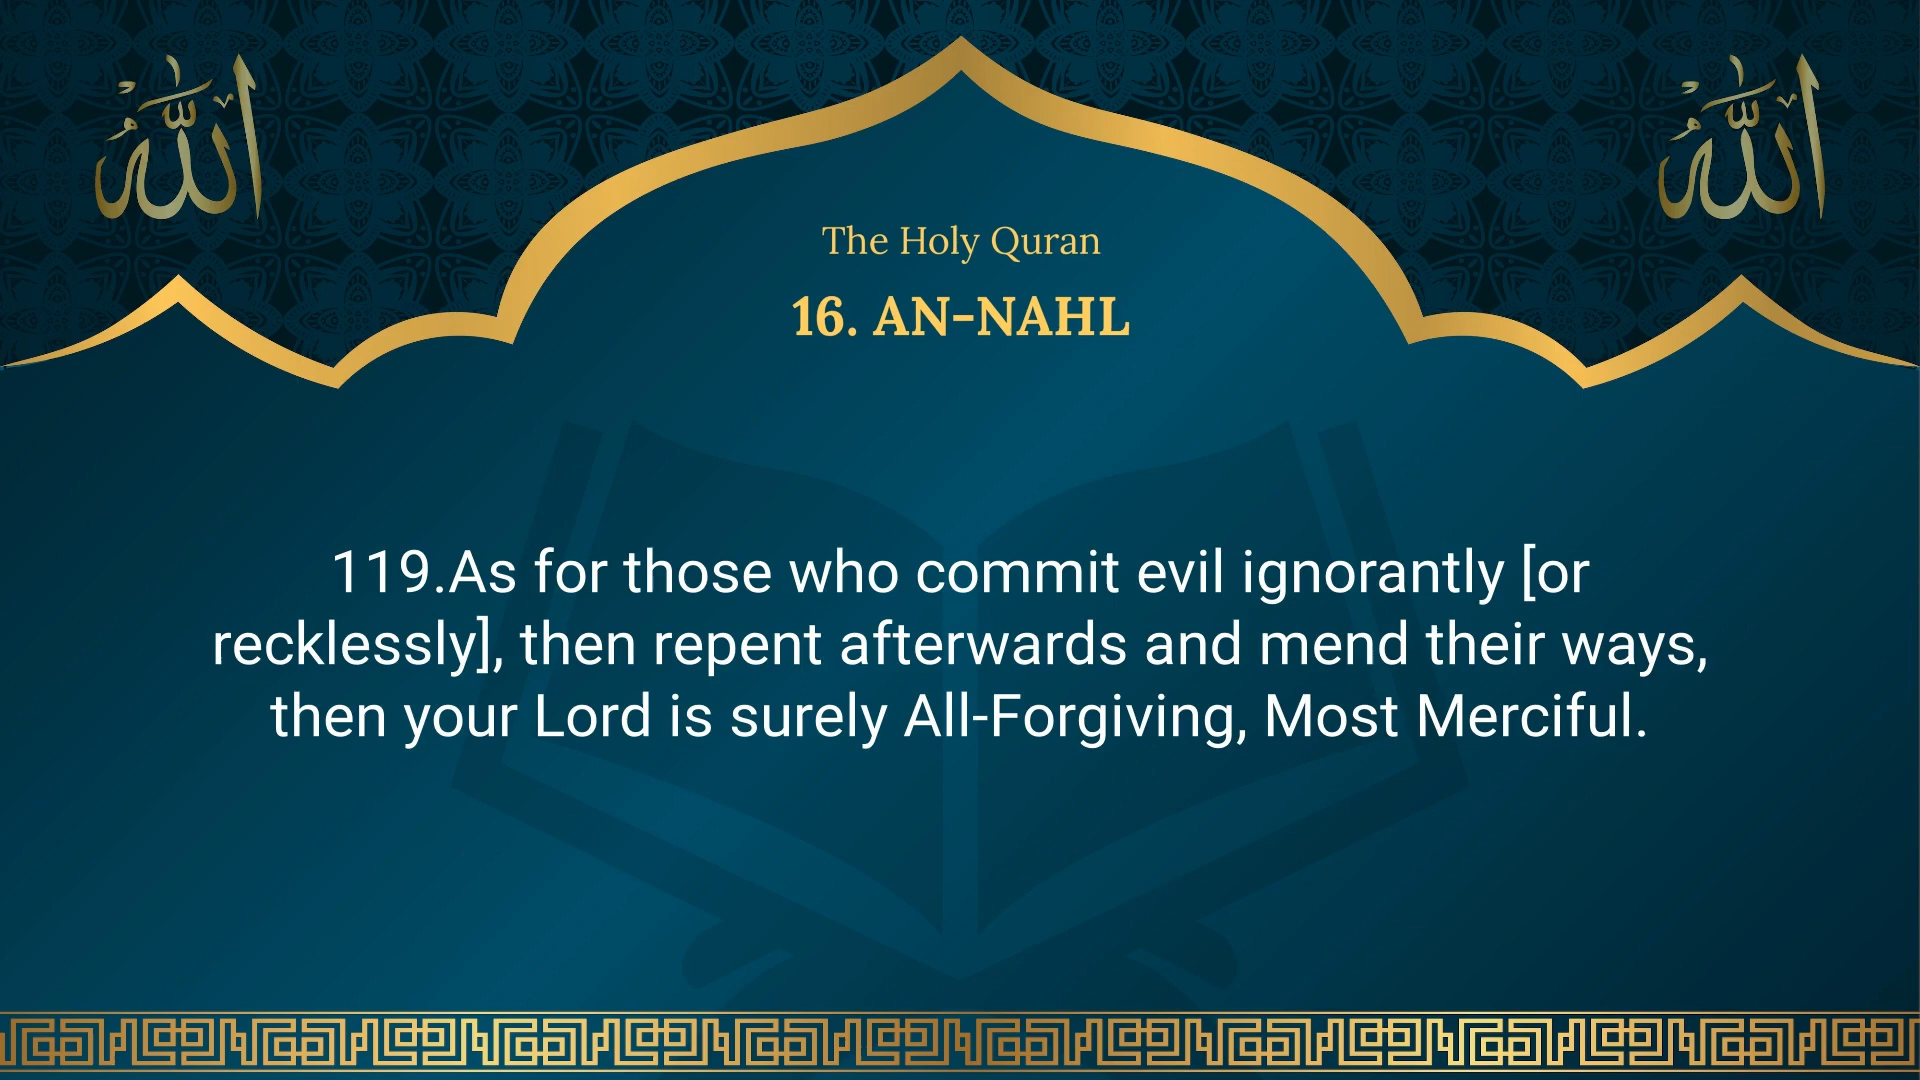 الله
الله
The Holy Quran
16. AN-NAHL
119.As for those who commit evil ignorantly [or
recklessly], then repent afterwards and mend their ways,
then your Lord is surely All-Forgiving, Most Merciful.